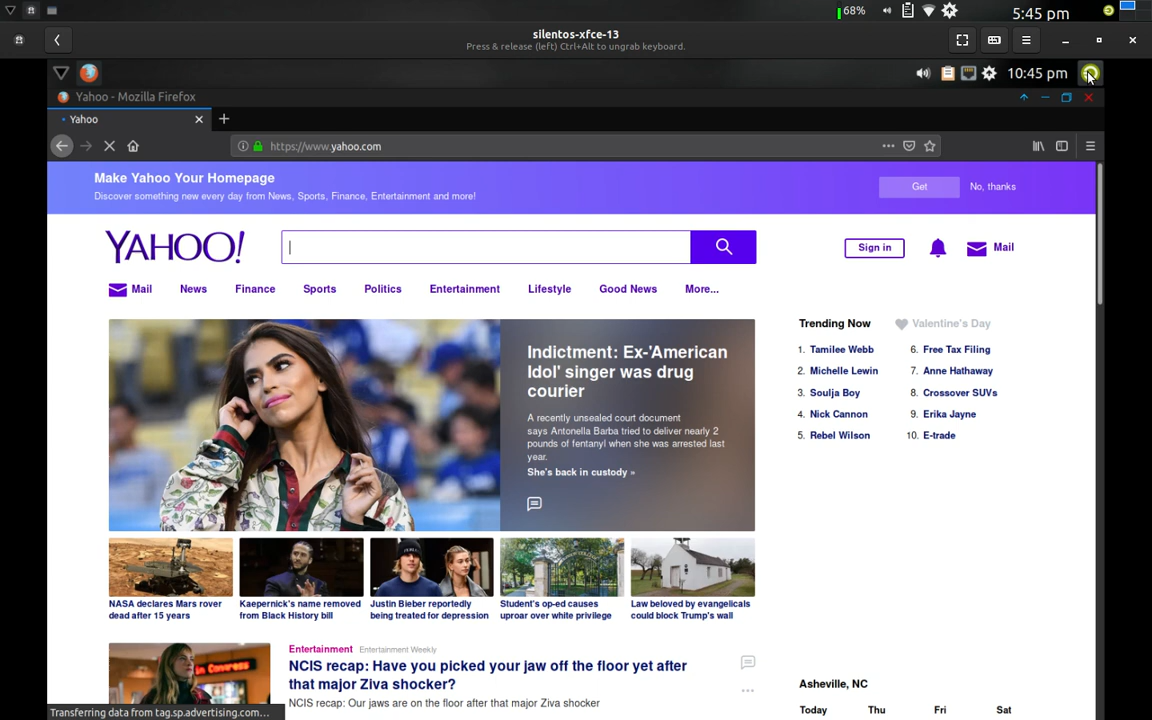 68%
5:45 pm
silentos-xfce-13
Press & release (left) Ctrl+Alt to ungrab keyboard.
10:45 pm
Yahoo - Mozilla Firefox
Yahoo
https://www.yahoo.com
Make Yahoo Your Homepage
Discover something new every day from News, Sports, Finance, Entertainment and more!
Get
No, thanks
YAHOO!
Sign in
Mail
Mail News Finance Sports Politics Entertainment Lifestyle Good News More...
Indictment: Ex-'American
Idol' singer was drug
courier
A recently unsealed court document
says Antonella Barba tried to deliver nearly 2
pounds of fentanyl when she was arrested last
year.
She's back in custody »
Trending Now
Valentine's Day
1. Tamilee Webb
2. Michelle Lewin
3. Soulja Boy
4. Nick Cannon
5. Rebel Wilson
6. Free Tax Filing
7. Anne Hathaway
8. Crossover SUVs
9. Erika Jayne
10. E-trade
NASA declares Mars rover
dead after 15 years
Kaepernick's name removed
from Black History bill
Justin Bieber reportedly
being treated for depression
Student's op-ed causes
uproar over white privilege
Law beloved by evangelicals
could block Trump's wall
in Congress
Entertainment Entertainment Weekly
NCIS recap: Have you picked your jaw off the floor yet after
that major Ziva shocker?
NCIS recap: Our jaws are on the floor after that major Ziva shocker
Asheville, NC
Today Thu Fri Sat
Transferring data from tag.sp.advertising.com...